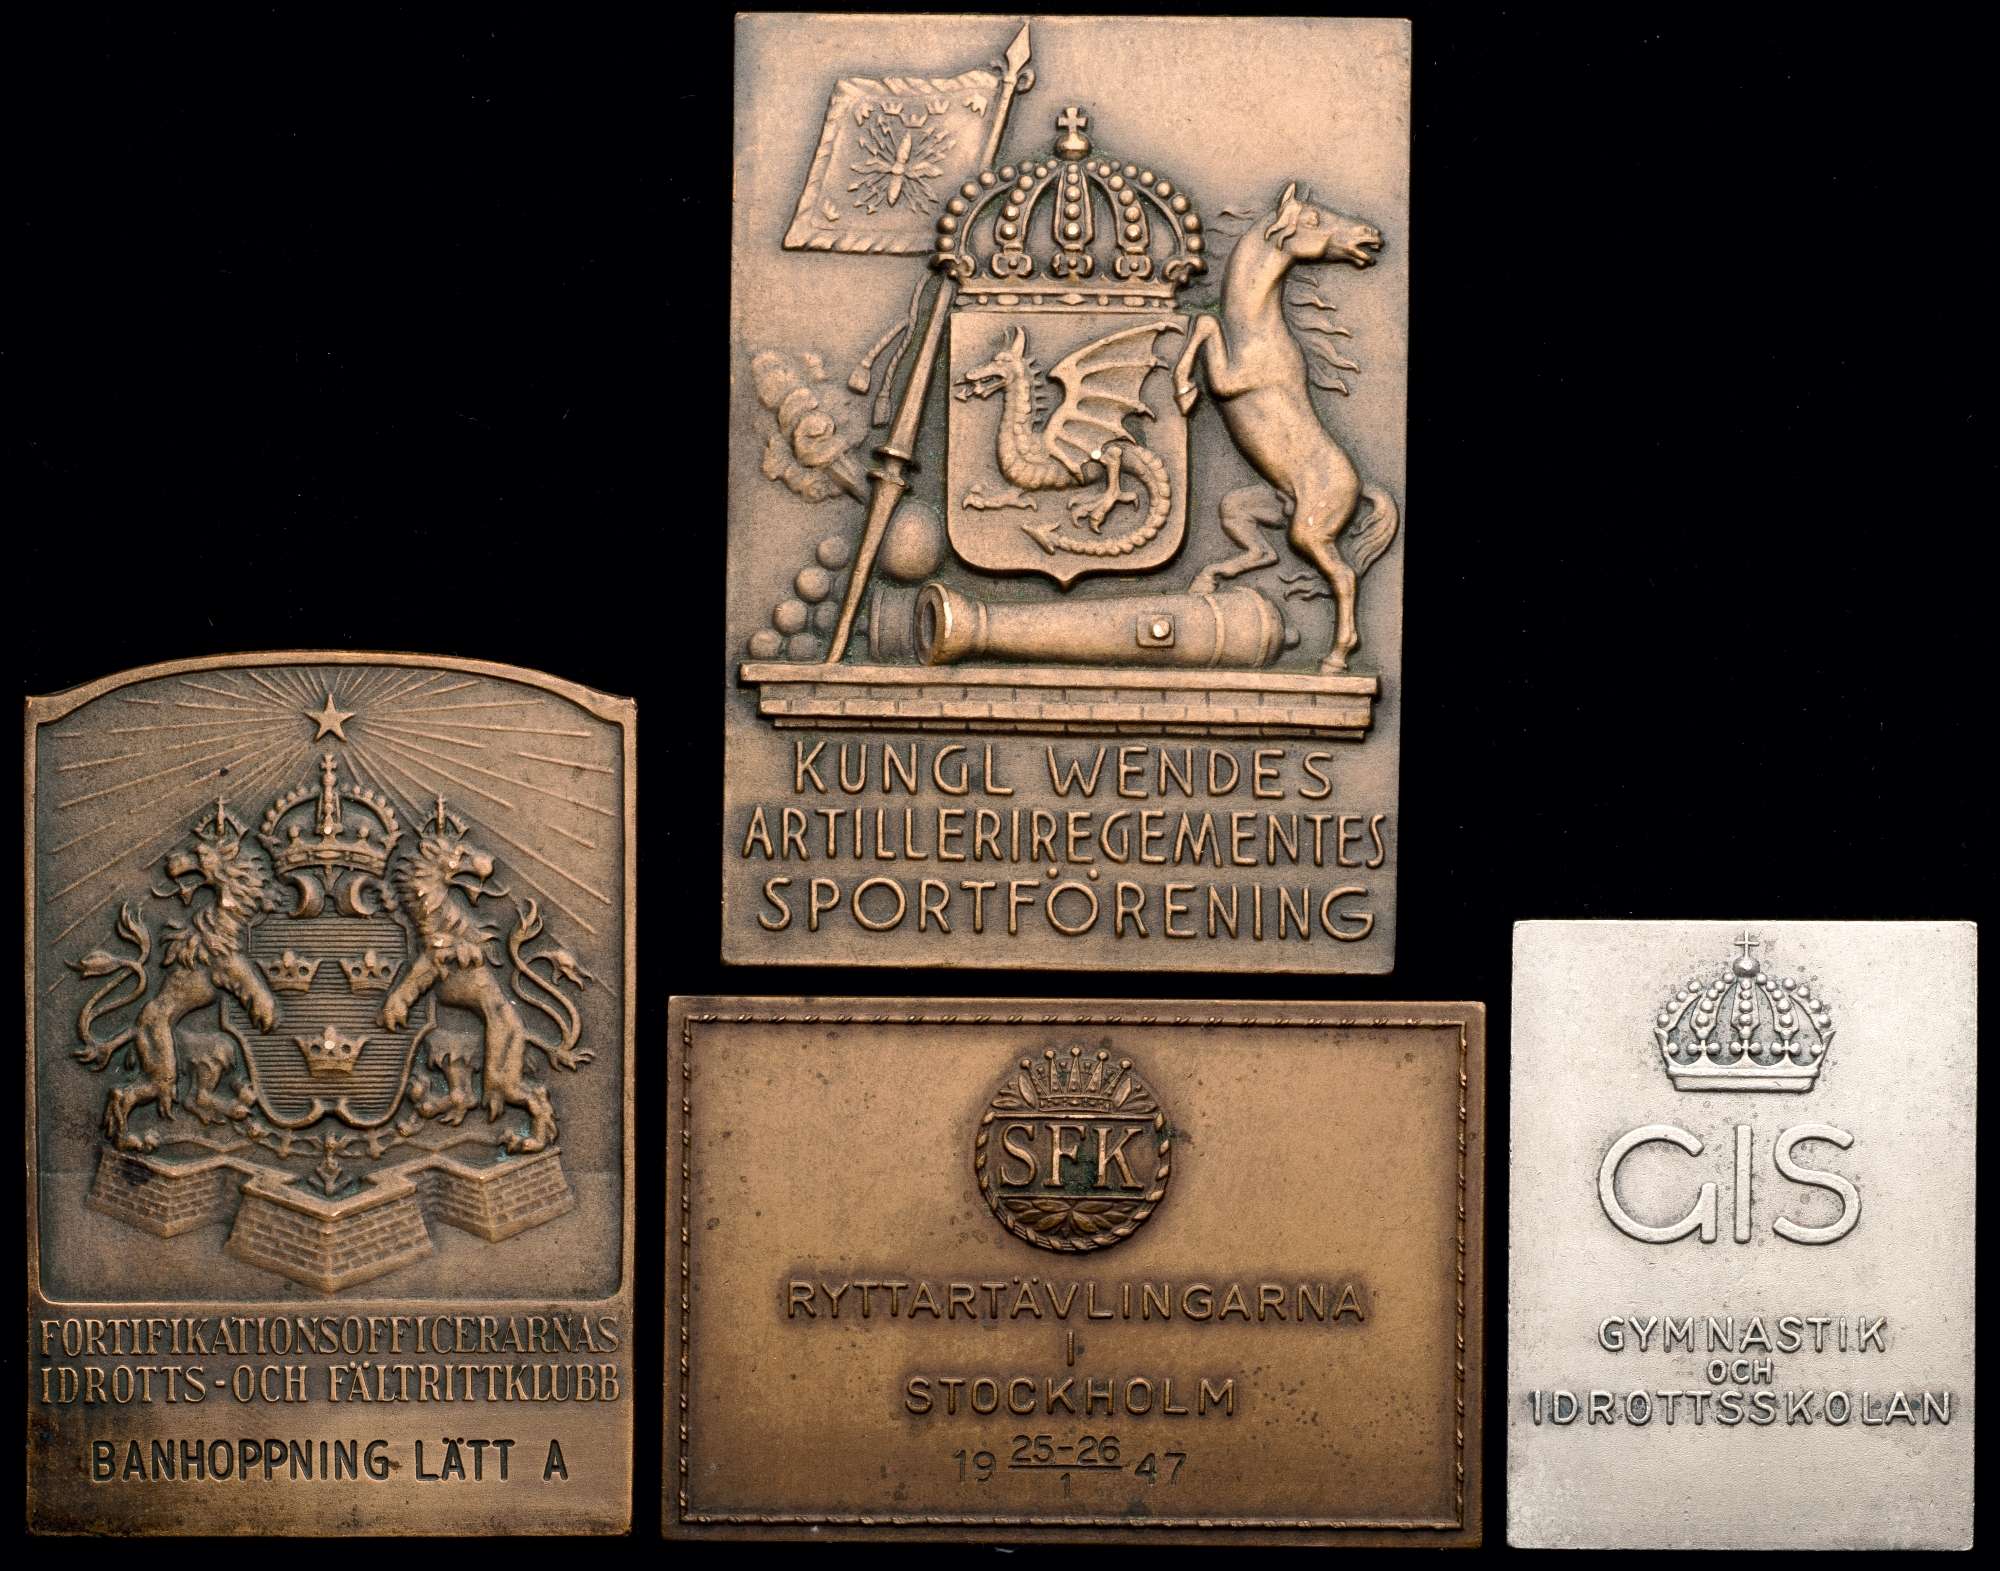 KUNGL WENDES
ARTILLERIREGEMENTES
SPORTFÖRENING
FORTIFIKATIONSOFFICERARNAS
IDROTTS-OCH FÄLTRITTKLUBB
BANHOPPNING LÄTT A
SFK
RYTTARTÄVLINGARNA
I
STOCKHOLM
19 25-26/1 47
GIS
GYMNASTIK
OCH
IDROTTSSKOLAN